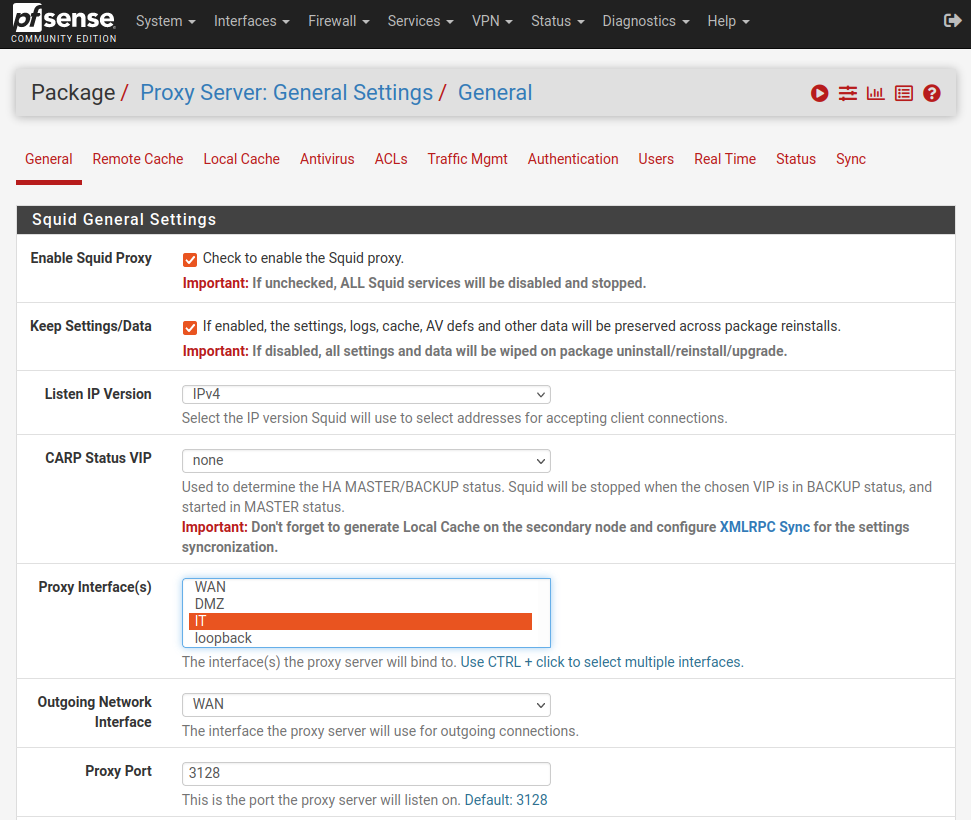 pfsense
COMMUNITY EDITION
System Interfaces Firewall Services VPN Status Diagnostics Help
Package / Proxy Server: General Settings / General
General Remote Cache Local Cache Antivirus ACLs Traffic Mgmt Authentication Users Real Time Status Sync
Squid General Settings
Enable Squid Proxy Check to enable the Squid proxy.
Important: If unchecked, ALL Squid services will be disabled and stopped.
Keep Settings/Data If enabled, the settings, logs, cache, AV defs and other data will be preserved across package reinstalls.
Important: If disabled, all settings and data will be wiped on package uninstall/reinstall/upgrade.
Listen IP Version IPv4
Select the IP version Squid will use to select addresses for accepting client connections.
CARP Status VIP none
Used to determine the HA MASTER/BACKUP status. Squid will be stopped when the chosen VIP is in BACKUP status, and
started in MASTER status.
Important: Don't forget to generate Local Cache on the secondary node and configure XMLRPC Sync for the settings
syncronization.
Proxy Interface(s) WAN
DMZ
IT
loopback
The interface(s) the proxy server will bind to. Use CTRL + click to select multiple interfaces.
Outgoing Network WAN
Interface
The interface the proxy server will use for outgoing connections.
Proxy Port 3128
This is the port the proxy server will listen on. Default: 3128